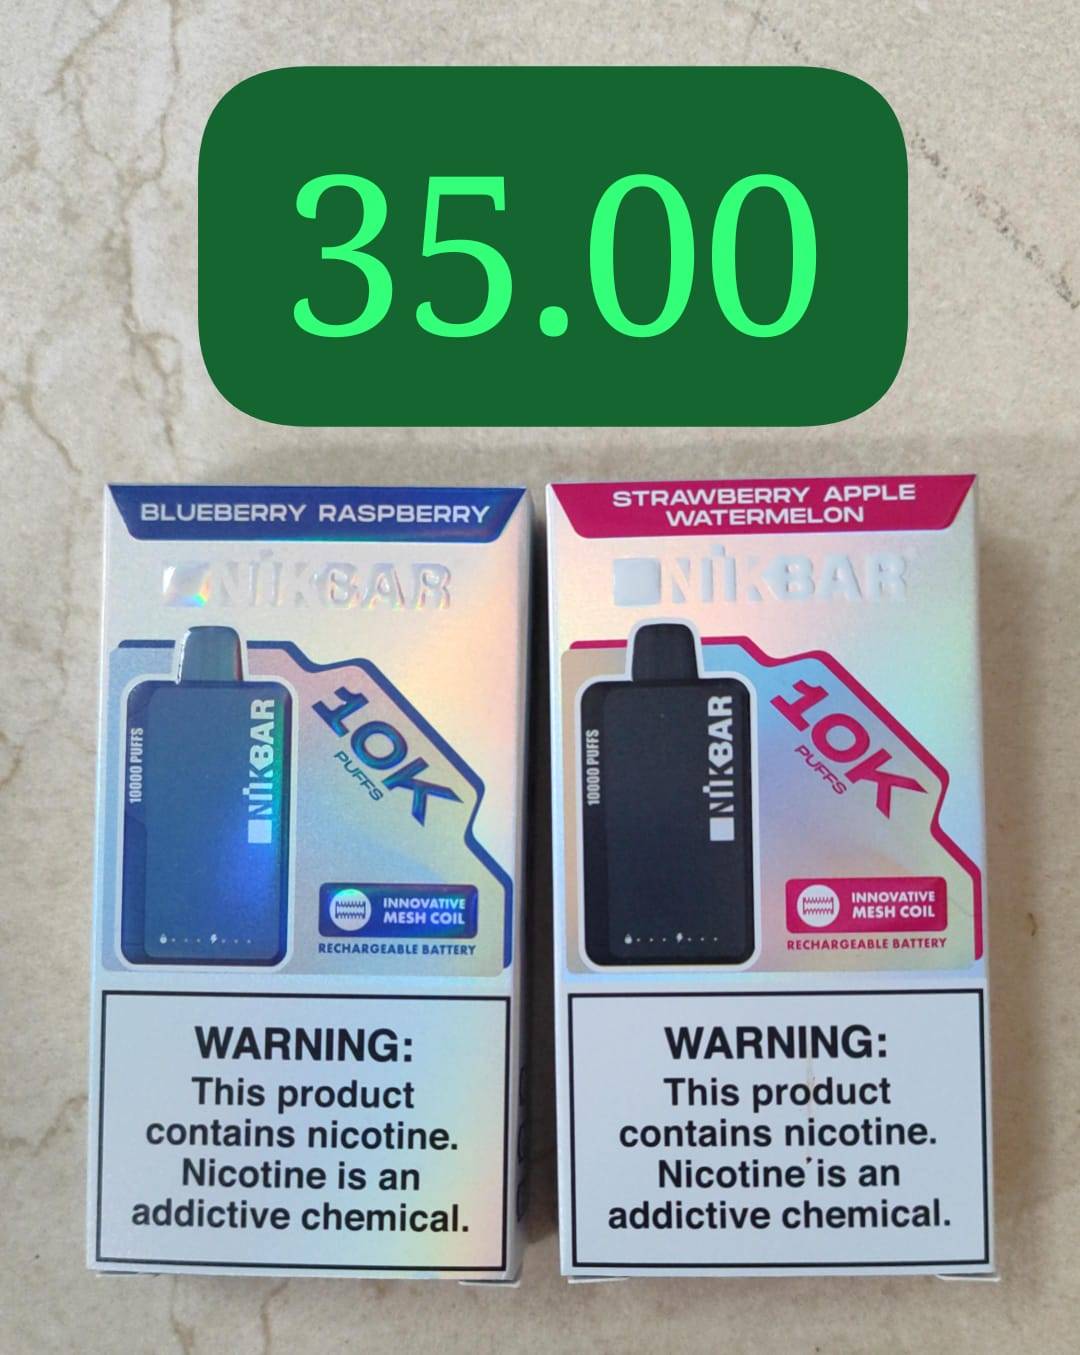 35.00
BLUEBERRY RASPBERRY
NIKBAR
10000 PUFFS
NIKBAR
10K
PUFFS
INNOVATIVE
MESH COIL
RECHARGEABLE BATTERY
WARNING:
This product
contains nicotine.
Nicotine is an
addictive chemical.
STRAWBERRY APPLE
WATERMELON
NIKBAR
10000 PUFFS
NIKBAR
10K
PUFFS
INNOVATIVE
MESH COIL
RECHARGEABLE BATTERY
WARNING:
This product
contains nicotine.
Nicotine is an
addictive chemical.